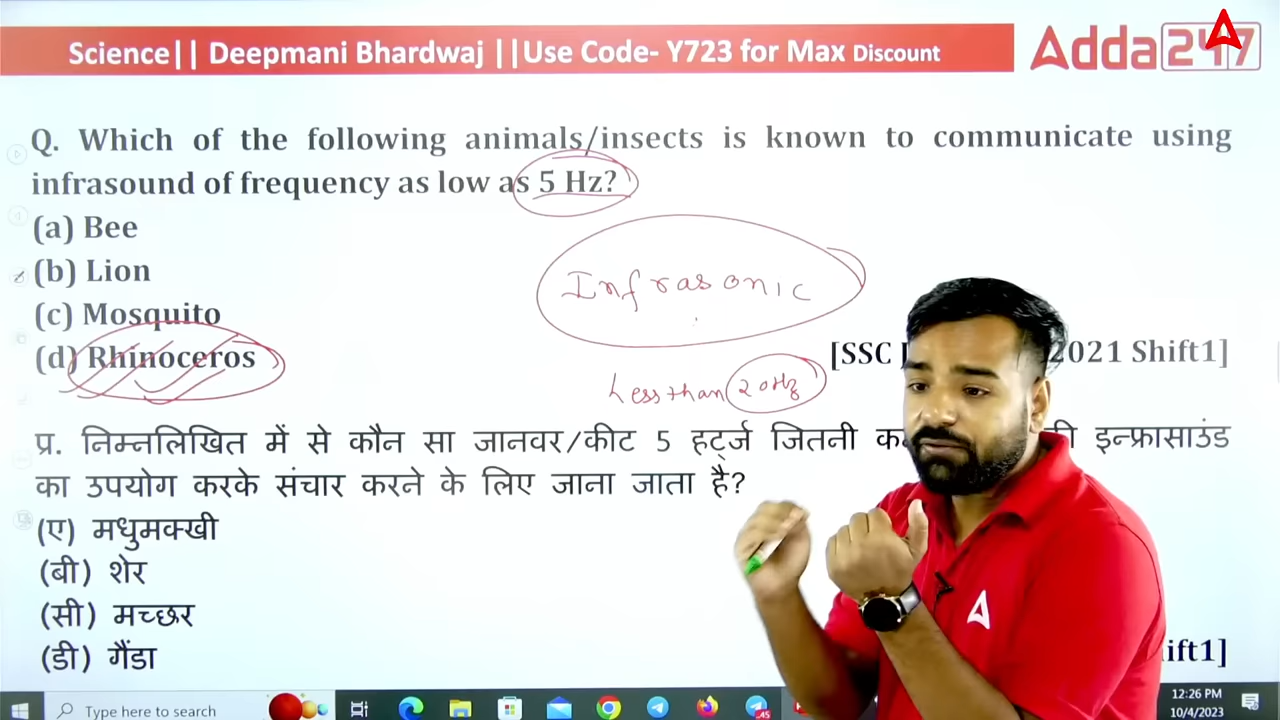 Science|| Deepmani Bhardwaj ||Use Code- Y723 for Max Discount
Adda 247
Q. Which of the following animals/insects is known to communicate using
infrasound of frequency as low as 5 Hz?
(a) Bee
(b) Lion
Infrasonic
(c) Mosquito
(d) Rhinoceros
[SSC 2021 Shift1]
Less than 20Hz
प्र. निम्नलिखित में से कौन सा जानवर/कीट 5 हर्ट्ज जितनी इन्फ्रासाउंड
का उपयोग करके संचार करने के लिए जाना जाता है?
(ए) मधुमक्खी
(बी) शेर
(सी) मच्छर
(डी) गैंडा
Type here to search
45
12:26 PM
10/4/2023